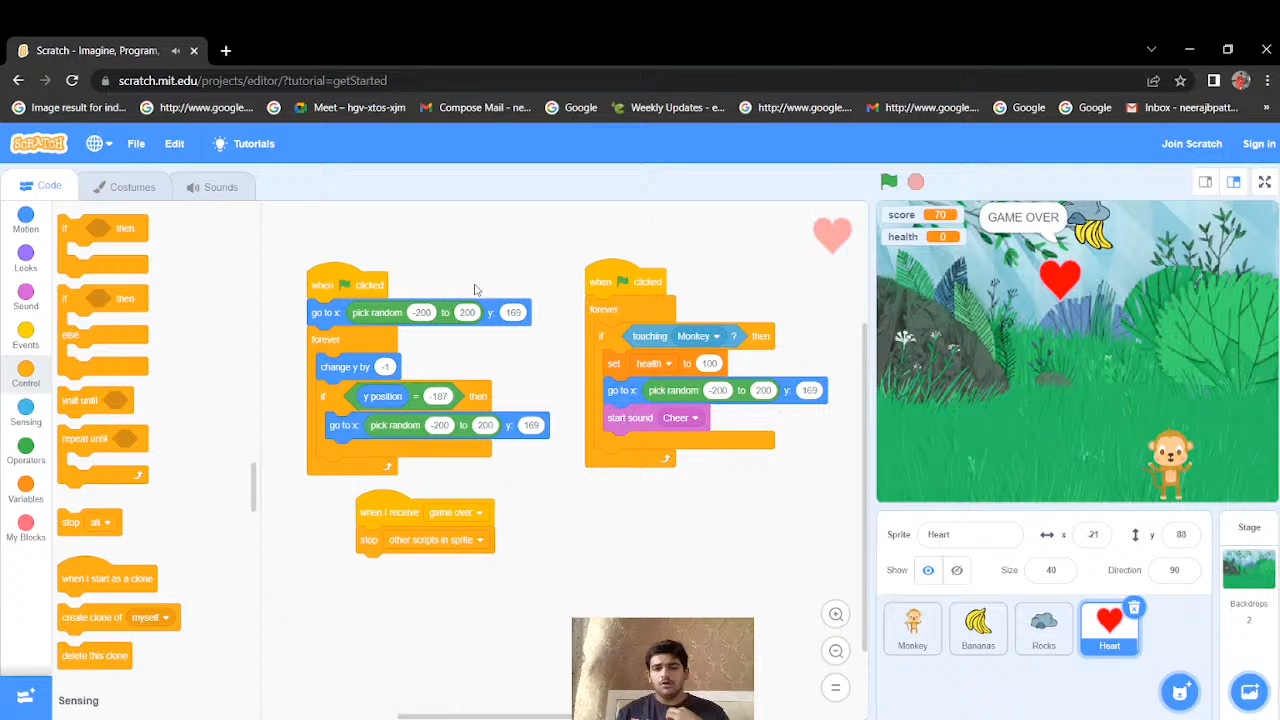 Scratch - Imagine, Program,
scratch.mit.edu/projects/editor/?tutorial=getStarted
Image result for ind...
http://www.google....
Meet – hgv-xtos-xjm
Compose Mail - ne...
Google
Weekly Updates - e...
http://www.google....
http://www.google....
Google
Google
Inbox - neerajbpatt...
»
SCRATCH
File
Edit
Tutorials
Join Scratch
Sign in
Code
Costumes
Sounds
Motion
Looks
Sound
Events
Control
Sensing
Operators
Variables
My Blocks
if then
if then
else
wait until
repeat until
stop all
when I start as a clone
create clone of myself
delete this clone
Sensing
when clicked
go to x: pick random -200 to 200 y: 169
forever
change y by -1
if y position = -187 then
go to x: pick random -200 to 200 y: 169
when I receive game over
stop other scripts in sprite
when clicked
forever
if touching Monkey ? then
set health to 100
go to x: pick random -200 to 200 y: 169
start sound Cheer
score 70
health 0
GAME OVER
Sprite Heart x 21 y 88
Show Size 40 Direction 90
Monkey
Bananas
Rocks
Heart
Stage
Backdrops
2